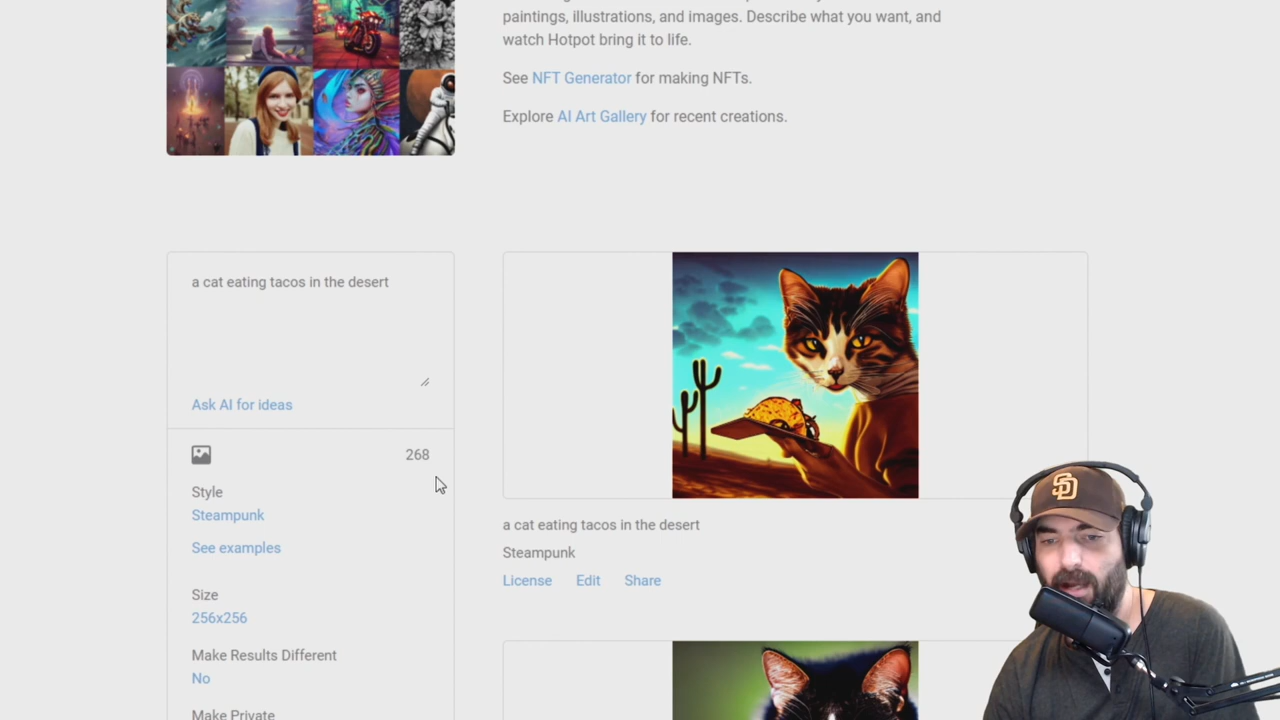 paintings, illustrations, and images. Describe what you want, and
watch Hotpot bring it to life.
See NFT Generator for making NFTs.
Explore AI Art Gallery for recent creations.
a cat eating tacos in the desert
Ask AI for ideas
268
Style
Steampunk
See examples
Size
256x256
Make Results Different
No
Make Private
a cat eating tacos in the desert
Steampunk
License Edit Share
SD